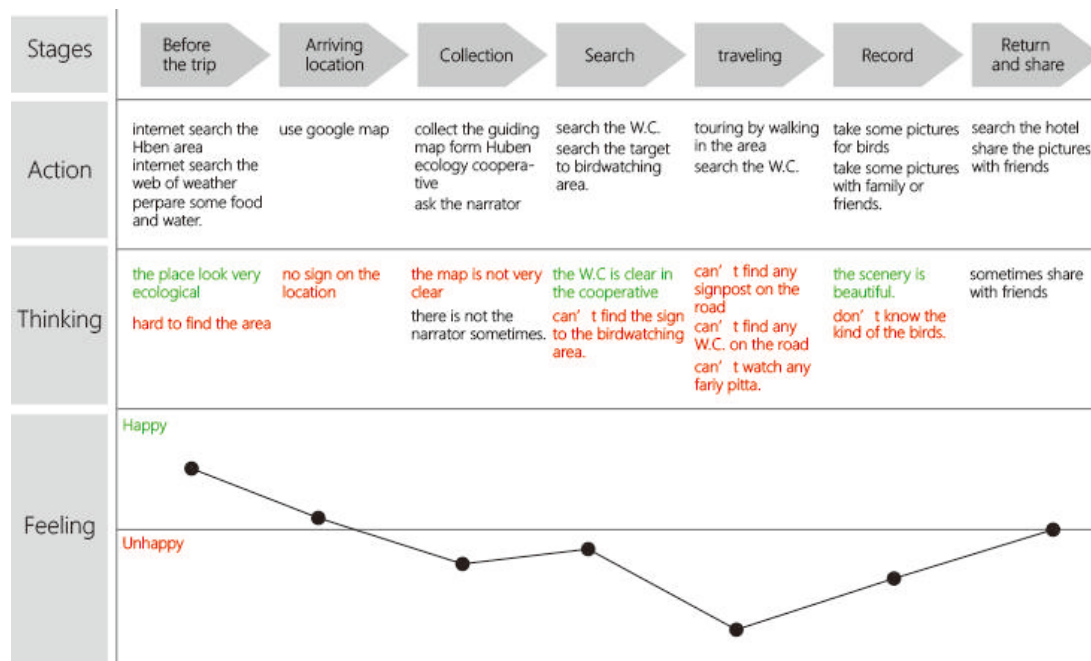 Stages
Before
the trip
Arriving
location
Collection
Search
traveling
Record
Return
and share
Action
internet search the
Hben area
internet search the
web of weather
perpare some food
and water.
use google map
collect the guiding
map form Huben
ecology coopera-
tive
ask the narrator
search the W.C.
search the target
to birdwatching
area.
touring by walking
in the area
search the W.C.
take some pictures
for birds
take some pictures
with family or
friends.
search the hotel
share the pictures
with friends
Thinking
the place look very
ecological
hard to find the area
no sign on the
location
the map is not very
clear
there is not the
narrator sometimes.
the W.C is clear in
the cooperative
can't find the sign
to the birdwatching
area.
can't find any
signpost on the
road
can't find any
W.C. on the road
can't watch any
farly pitta.
the scenery is
beautiful.
don't know the
kind of the birds.
sometimes share
with friends
Feeling
Happy
Unhappy